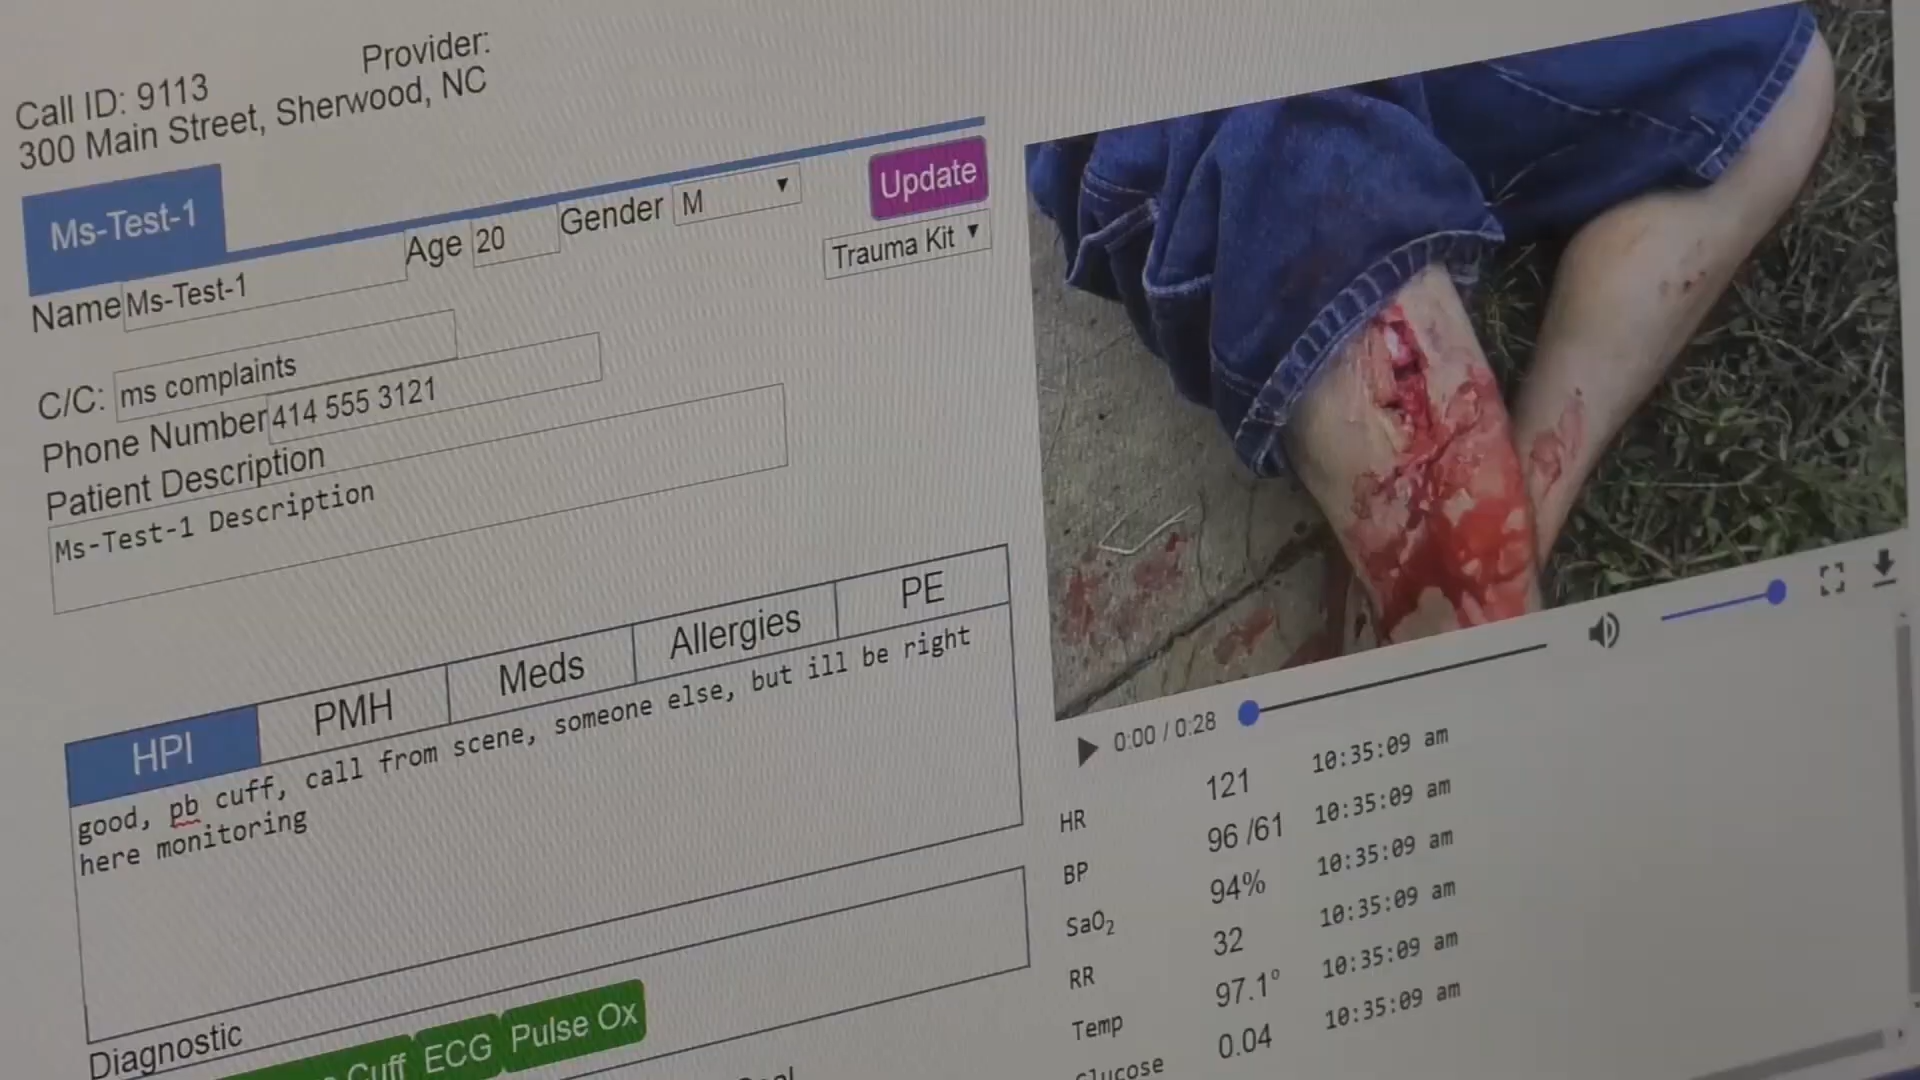 Call ID: 9113
Provider:
300 Main Street, Sherwood, NC
Ms-Test-1
Update
Name Ms-Test-1 Age 20 Gender M
Trauma Kit
C/C: ms complaints
Phone Number 414 555 3121
Patient Description
Ms-Test-1 Description
HPI PMH Meds Allergies PE
good, pb cuff, call from scene, someone else, but ill be right
here monitoring
Diagnostic
Cuff ECG Pulse Ox
0:00 / 0:28
HR 121 10:35:09 am
BP 96 /61 10:35:09 am
SaO₂ 94% 10:35:09 am
RR 32 10:35:09 am
Temp 97.1° 10:35:09 am
Glucose 0.04 10:35:09 am